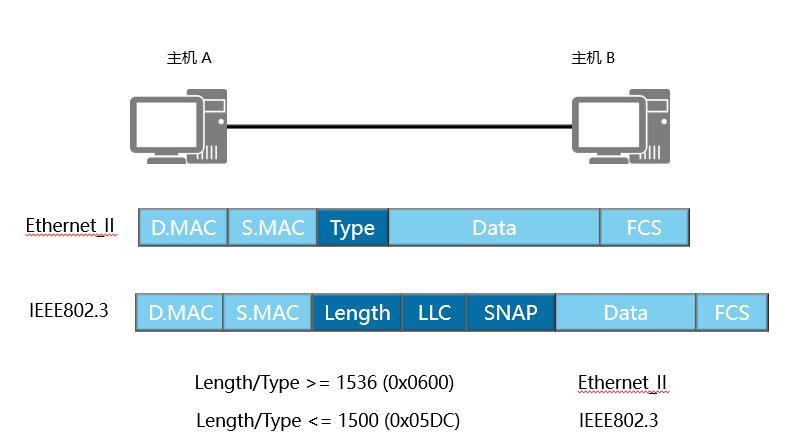 主机 A 主机 B
Ethernet_II D.MAC S.MAC Type Data FCS
IEEE802.3 D.MAC S.MAC Length LLC SNAP Data FCS
Length/Type >= 1536 (0x0600) Ethernet_II
Length/Type <= 1500 (0x05DC) IEEE802.3